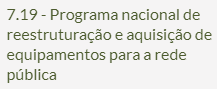 7.19 - Programa nacional de
reestruturação e aquisição de
equipamentos para a rede
pública